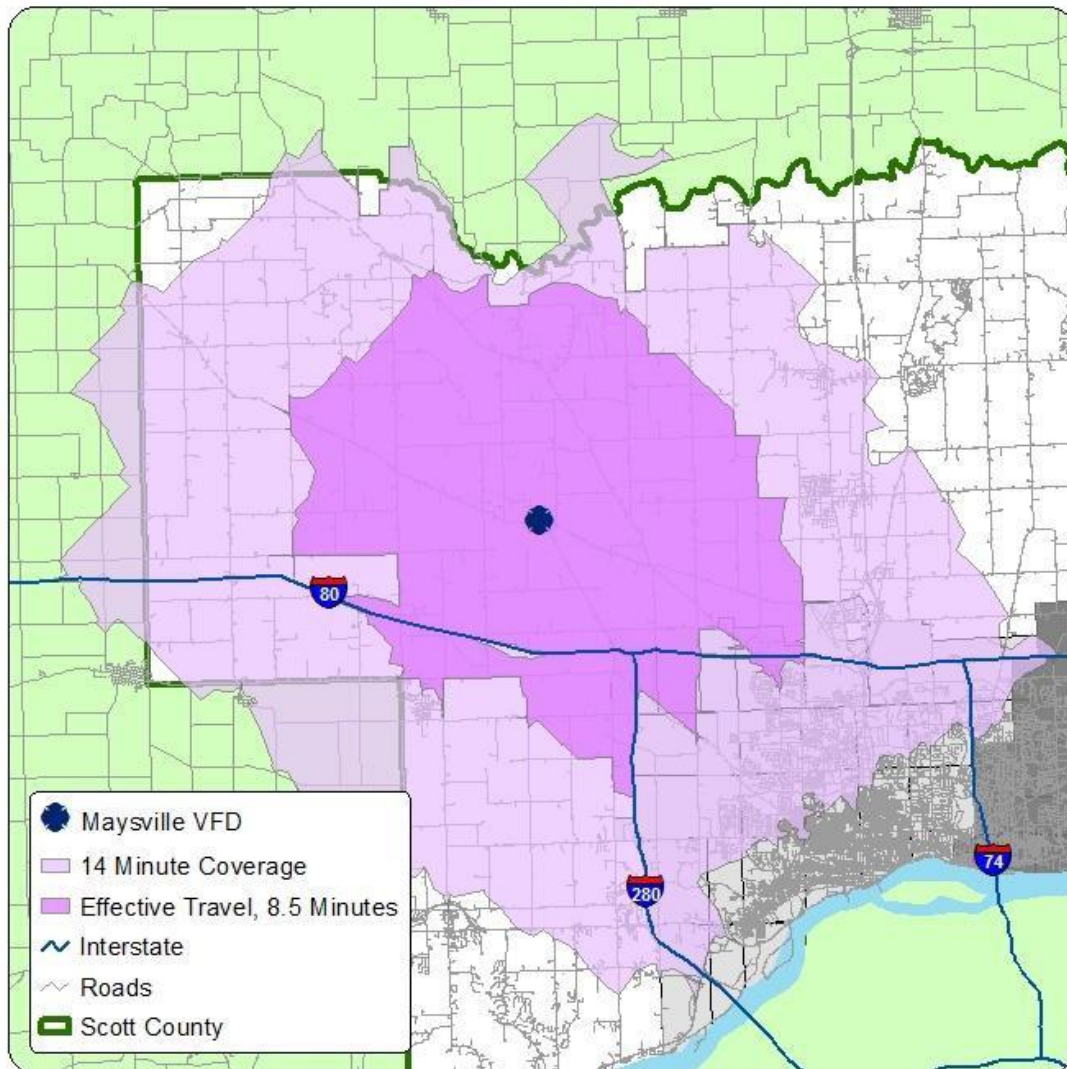 80
280
74
Maysville VFD
14 Minute Coverage
Effective Travel, 8.5 Minutes
Interstate
Roads
Scott County